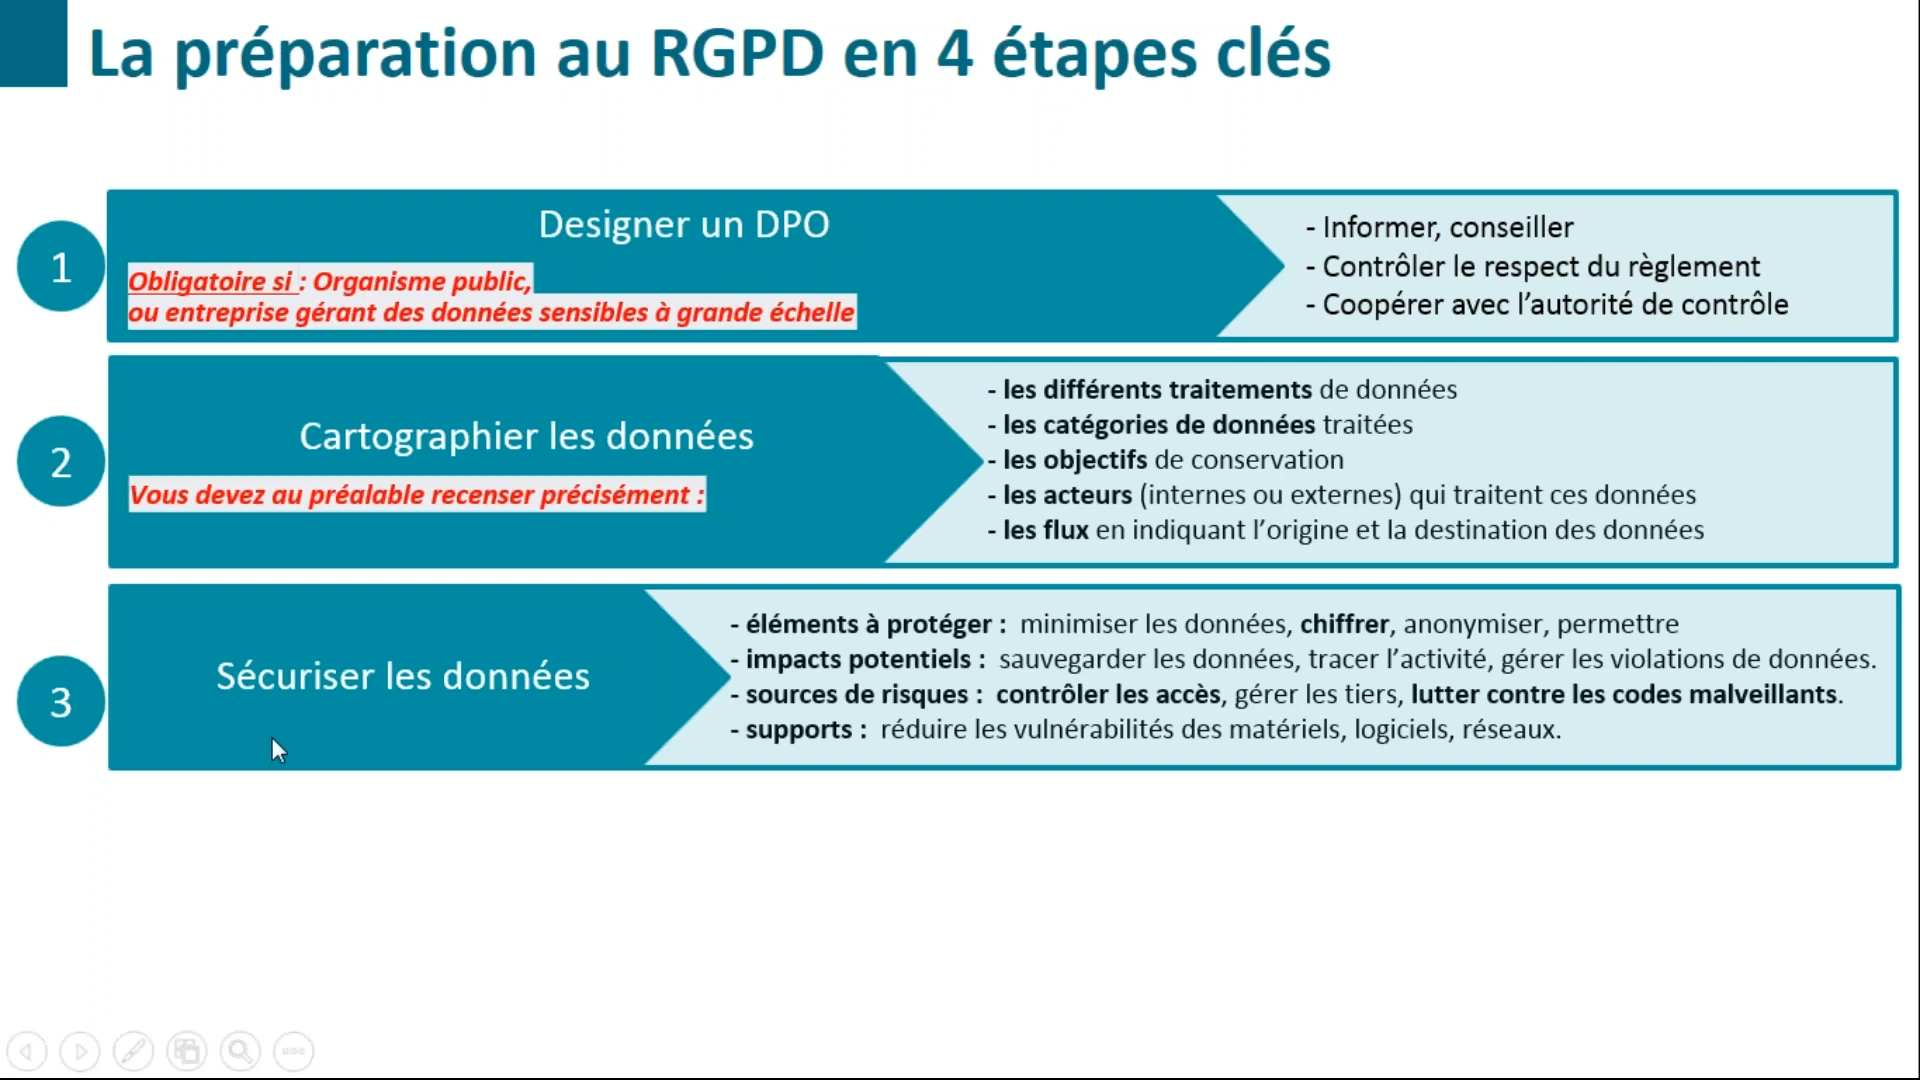 La préparation au RGPD en 4 étapes clés
1
Designer un DPO
Obligatoire si : Organisme public,
ou entreprise gérant des données sensibles à grande échelle
- Informer, conseiller
- Contrôler le respect du règlement
- Coopérer avec l’autorité de contrôle
2
Cartographier les données
Vous devez au préalable recenser précisément :
- les différents traitements de données
- les catégories de données traitées
- les objectifs de conservation
- les acteurs (internes ou externes) qui traitent ces données
- les flux en indiquant l’origine et la destination des données
3
Sécuriser les données
- éléments à protéger : minimiser les données, chiffrer, anonymiser, permettre
- impacts potentiels : sauvegarder les données, tracer l’activité, gérer les violations de données.
- sources de risques : contrôler les accès, gérer les tiers, lutter contre les codes malveillants.
- supports : réduire les vulnérabilités des matériels, logiciels, réseaux.